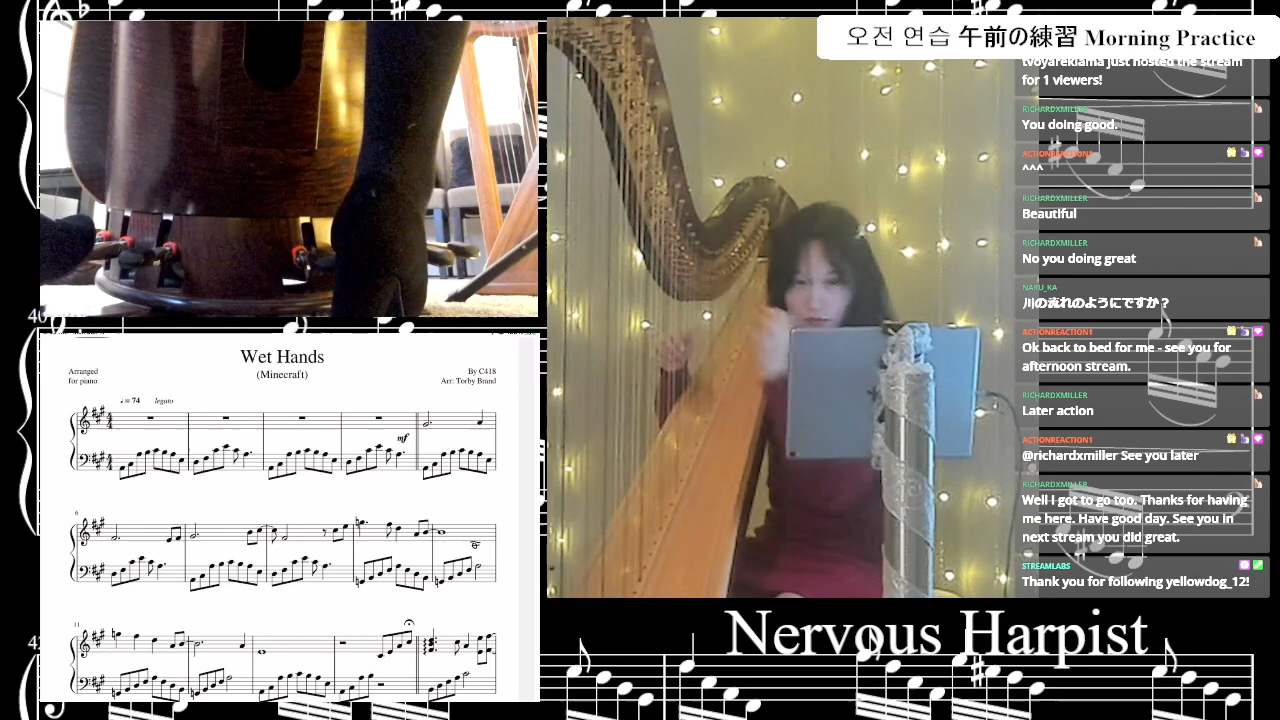 오전 연습 午前の練習 Morning Practice
tvoyareklama just hosted the stream
for 1 viewers!
RICHARDXMILLER
You doing good.
ACTIONREACTION1
^^^
RICHARDXMILLER
Beautiful
RICHARDXMILLER
No you doing great
NARU_KA
川の流れのようにですか？
ACTIONREACTION1
Ok back to bed for me - see you for
afternoon stream.
RICHARDXMILLER
Later action
ACTIONREACTION1
@richardxmiller See you later
RICHARDXMILLER
Well I got to go too. Thanks for having
me here. Have good day. See you in
next stream you did great.
STREAMLABS
Thank you for following yellowdog_12!
40
Wet Hands
(Minecraft)
Arranged
for piano
By C418
Arr: Torby Brand
♩= 74 legato
mf
6
11
Nervous Harpist